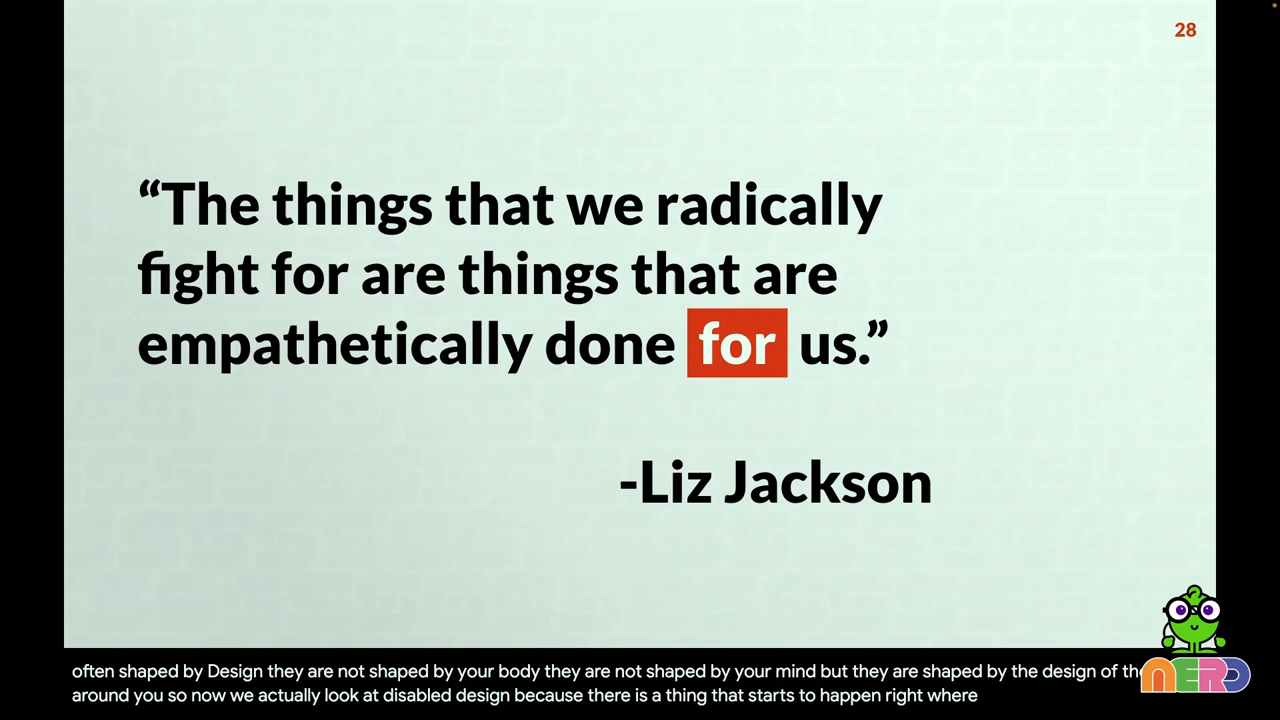 28
“The things that we radically
fight for are things that are
empathetically done for us.”
-Liz Jackson
often shaped by Design they are not shaped by your body they are not shaped by your mind but they are shaped by the design of
around you so now we actually look at disabled design because there is a thing that starts to happen right where
NERD